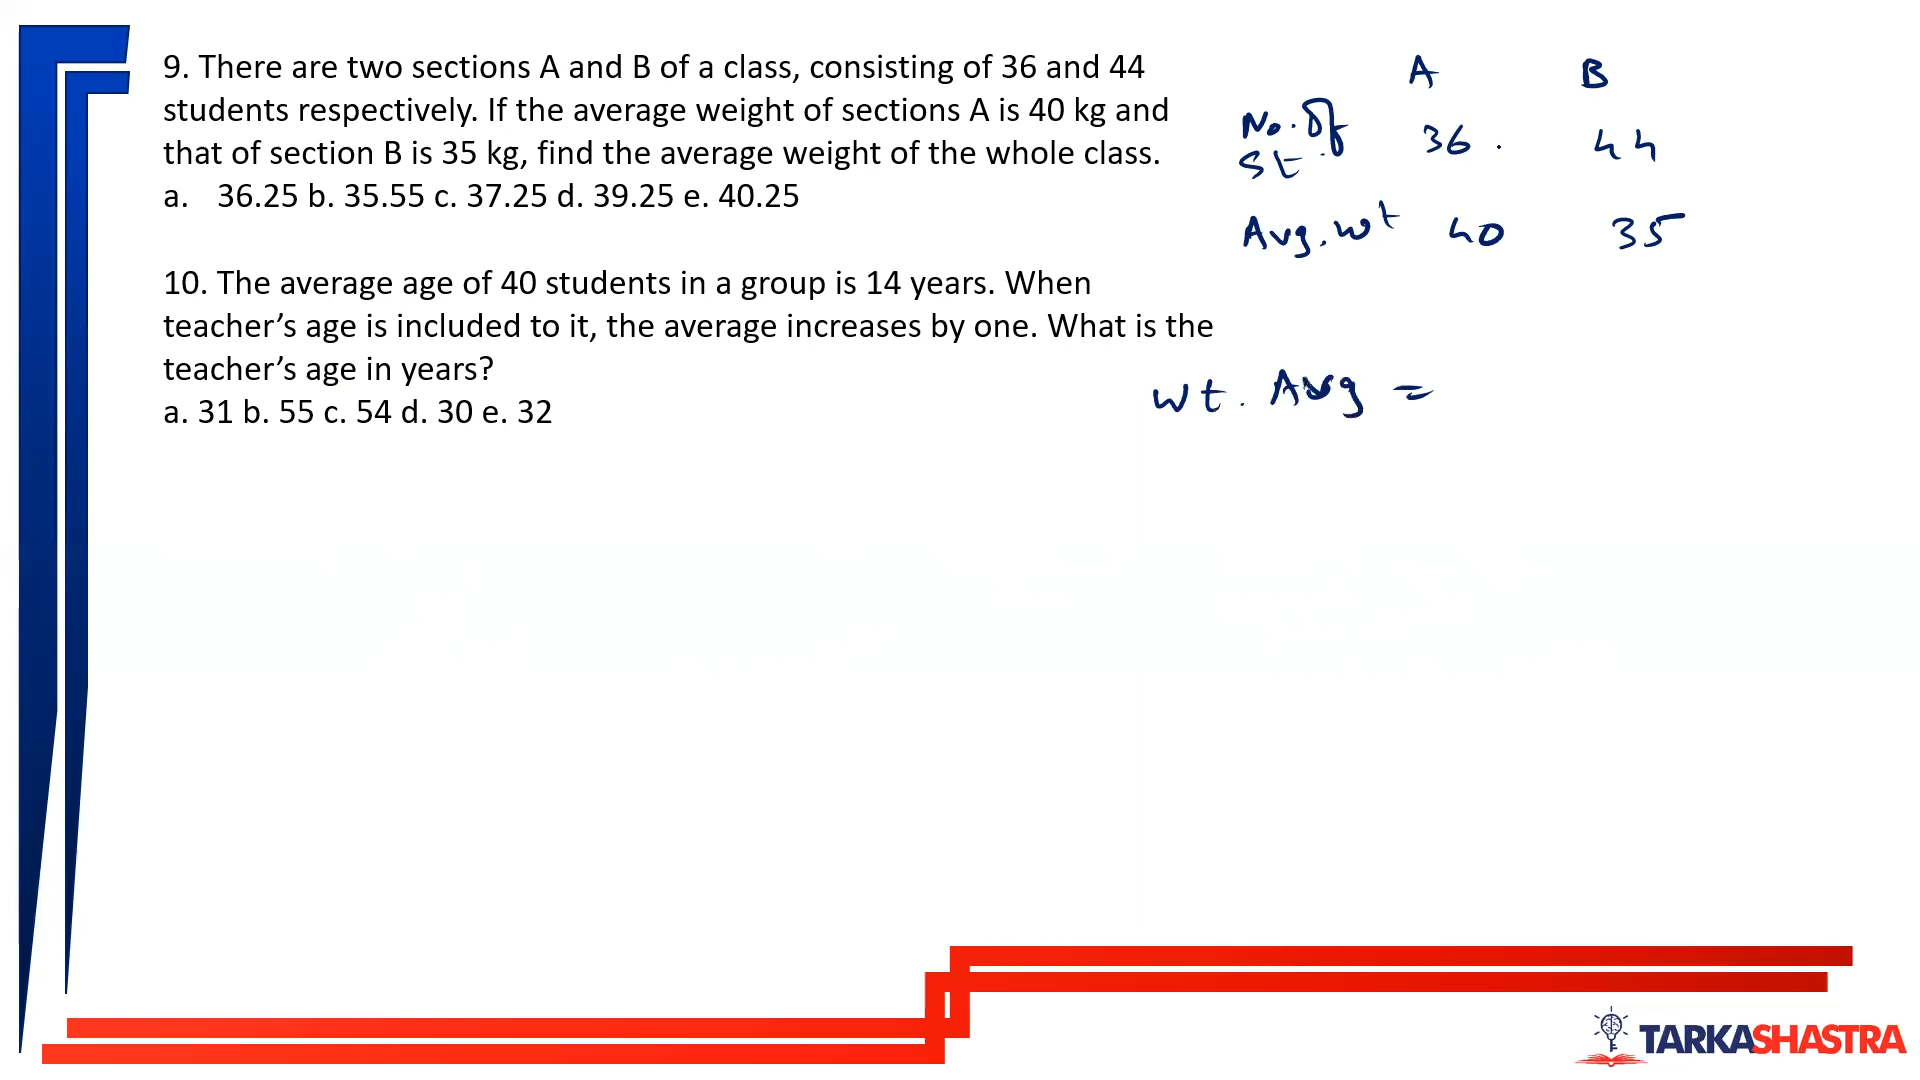 9. There are two sections A and B of a class, consisting of 36 and 44
students respectively. If the average weight of sections A is 40 kg and
that of section B is 35 kg, find the average weight of the whole class.
a. 36.25 b. 35.55 c. 37.25 d. 39.25 e. 40.25
10. The average age of 40 students in a group is 14 years. When
teacher’s age is included to it, the average increases by one. What is the
teacher’s age in years?
a. 31 b. 55 c. 54 d. 30 e. 32
A B
No. of
St. 36 44
Avg. wt 40 35
wt. Avg =
TARKASHASTRA